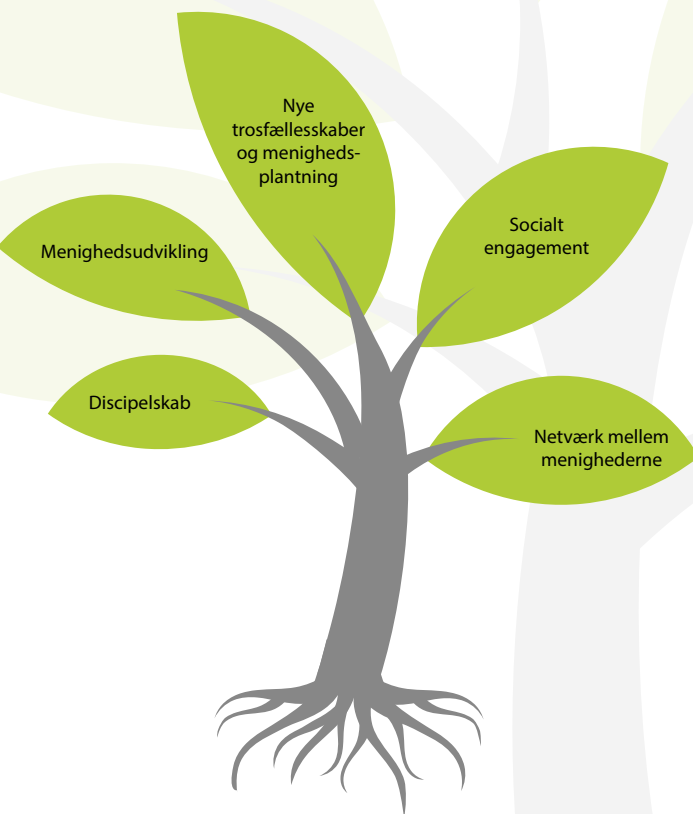 Nye
trosfællesskaber
og menigheds-
plantning
Socialt
engagement
Menighedsudvikling
Discipelskab
Netværk mellem
menighederne